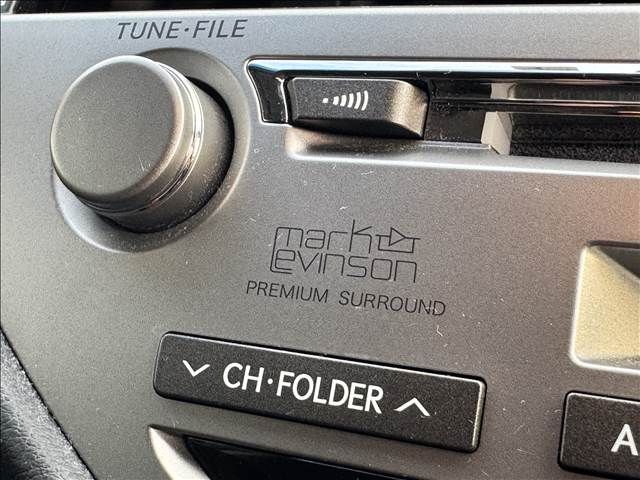 TUNE·FILE
mark
Levinson
PREMIUM SURROUND
CH·FOLDER
A